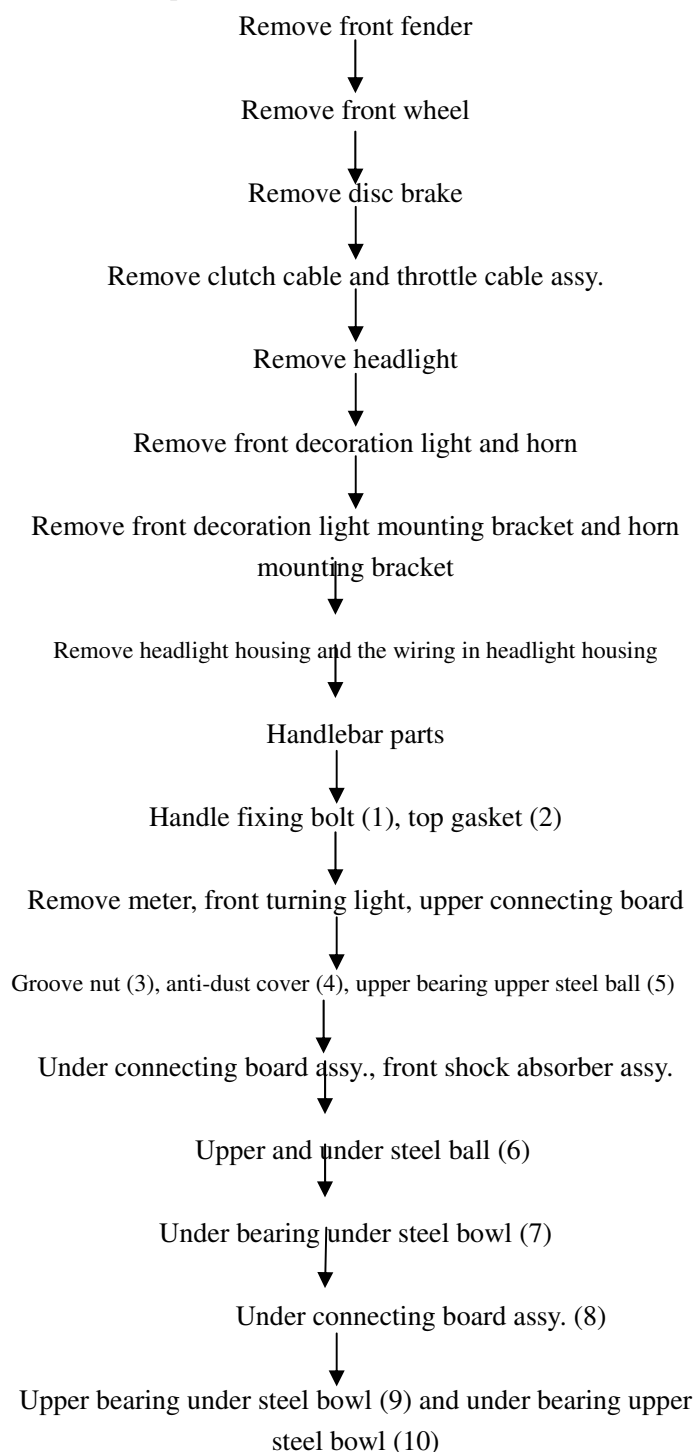 Remove front fender
Remove front wheel
Remove disc brake
Remove clutch cable and throttle cable assy.
Remove headlight
Remove front decoration light and horn
Remove front decoration light mounting bracket and horn
mounting bracket
Remove headlight housing and the wiring in headlight housing
Handlebar parts
Handle fixing bolt (1), top gasket (2)
Remove meter, front turning light, upper connecting board
Groove nut (3), anti-dust cover (4), upper bearing upper steel ball (5)
Under connecting board assy., front shock absorber assy.
Upper and under steel ball (6)
Under bearing under steel bowl (7)
Under connecting board assy. (8)
Upper bearing under steel bowl (9) and under bearing upper
steel bowl (10)